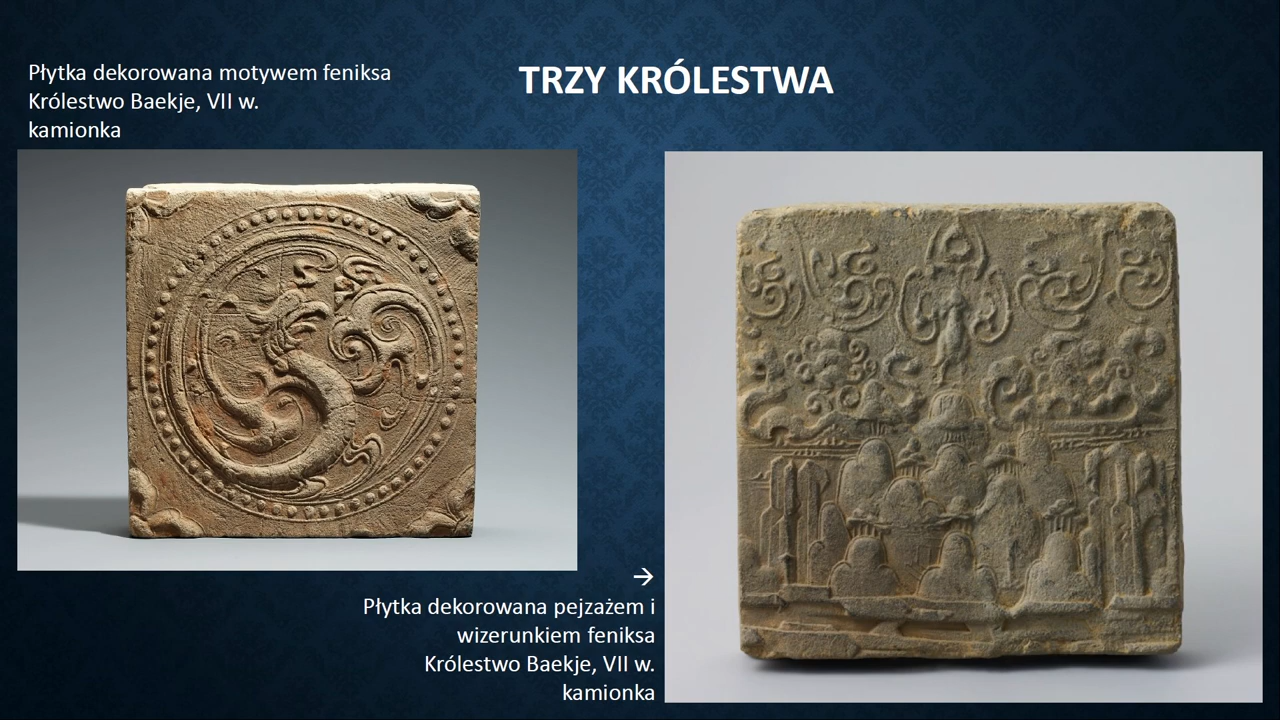 Płytka dekorowana motywem feniksa
Królestwo Baekje, VII w.
kamionka
TRZY KRÓLESTWA
→
Płytka dekorowana pejzażem i
wizerunkiem feniksa
Królestwo Baekje, VII w.
kamionka